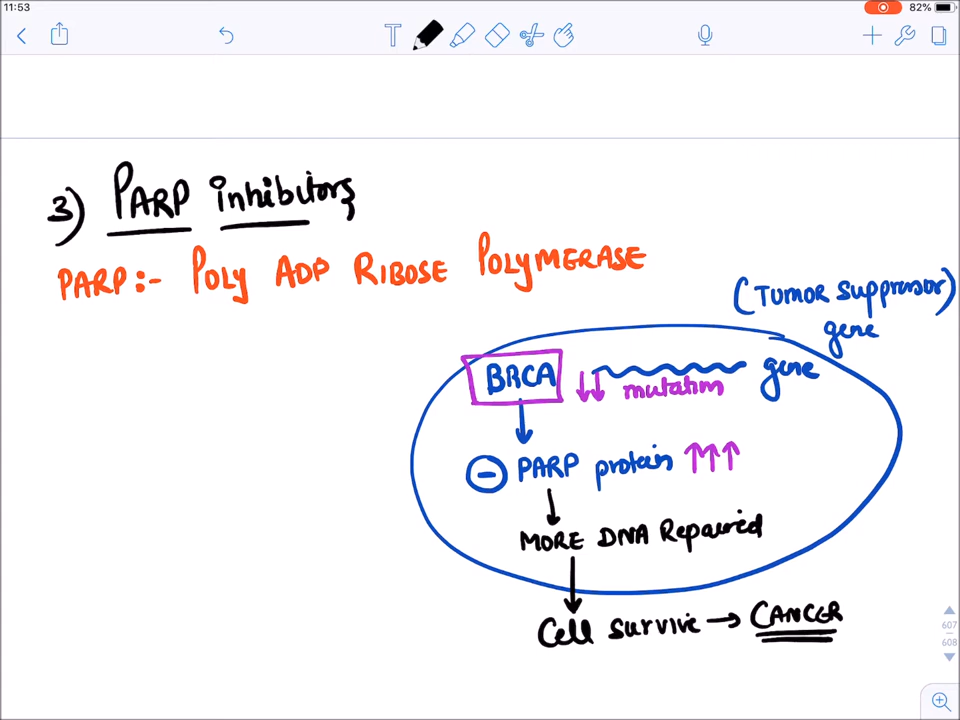 11:53
82%
T
3) PARP inhibitors
PARP:- POLY ADP RIBOSE POLYMERASE
(TUMOR suppressor)
gene
BRCA ↓↓ mutation gene
⊖ PARP protein ↑↑↑
MORE DNA Repaired
Cell survive → CANCER
607
608